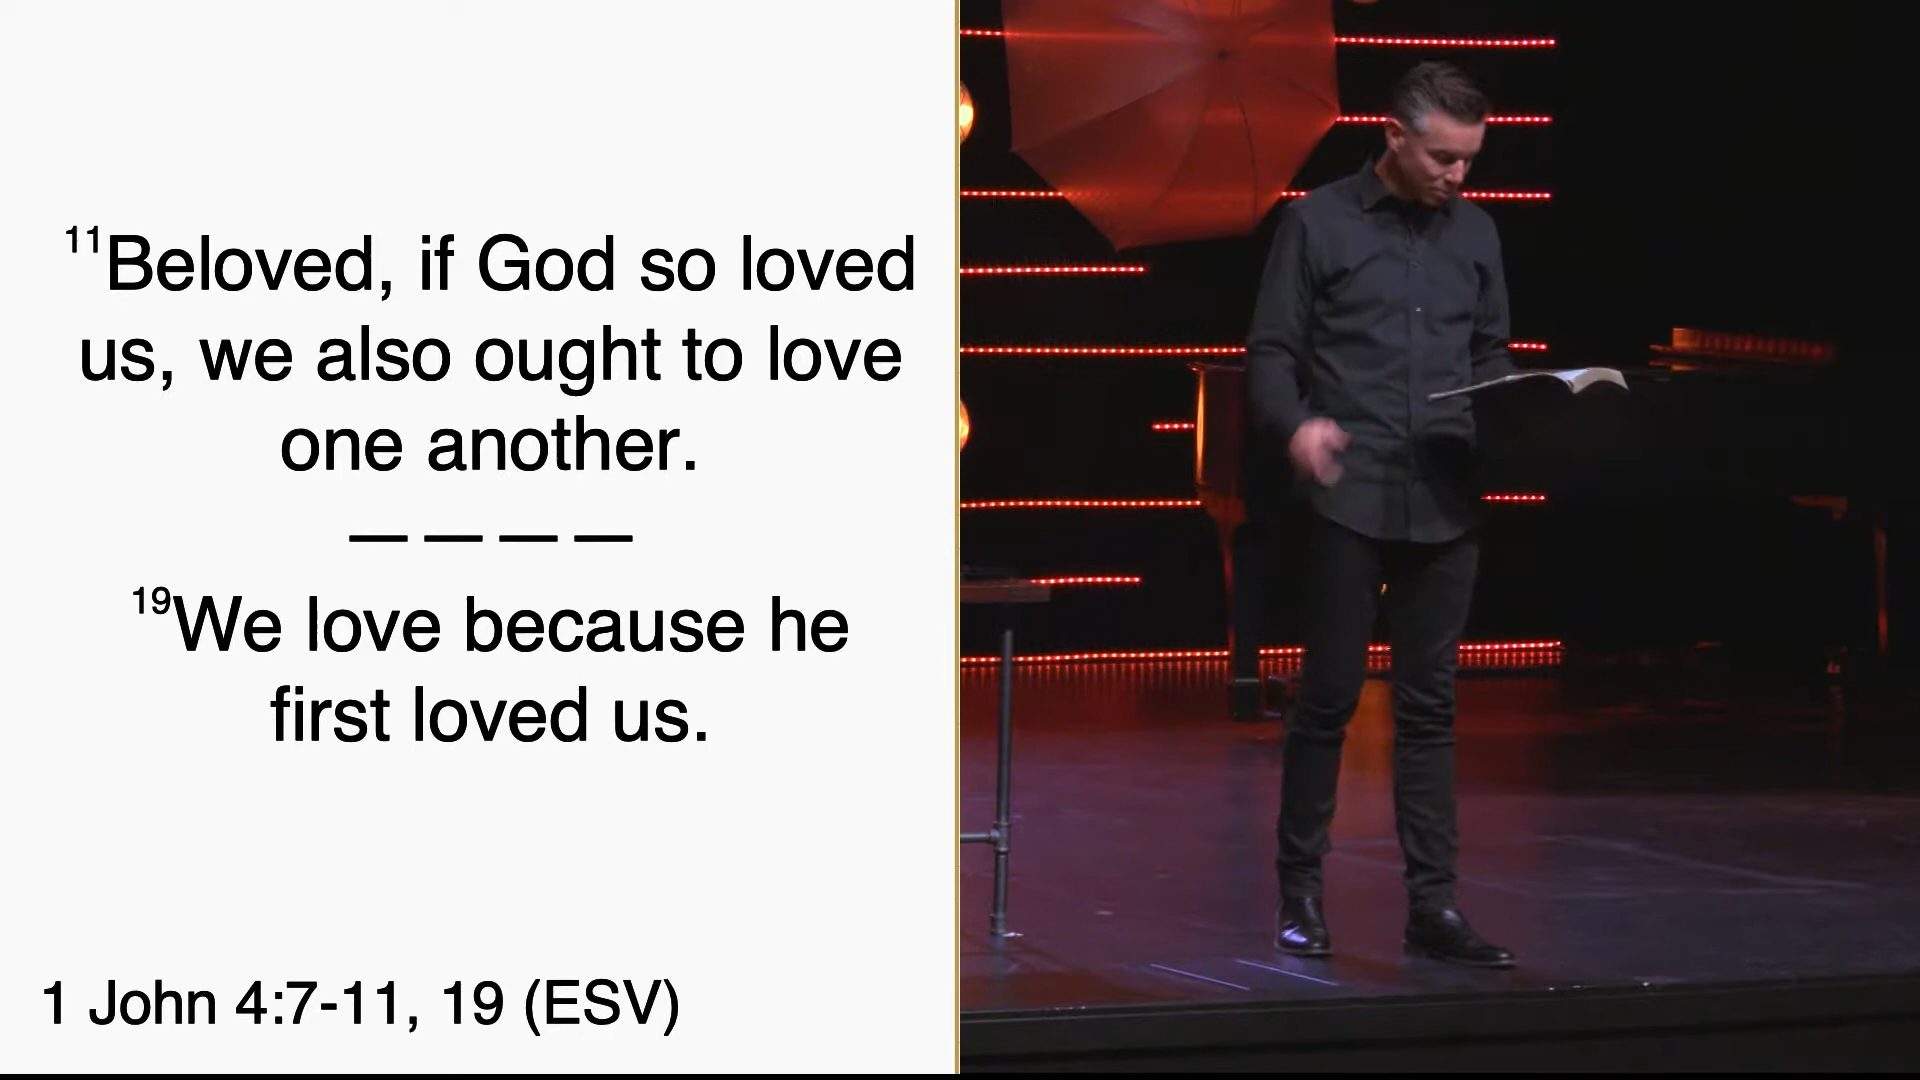 11Beloved, if God so loved
us, we also ought to love
one another.
— — — —
19We love because he
first loved us.
1 John 4:7-11, 19 (ESV)